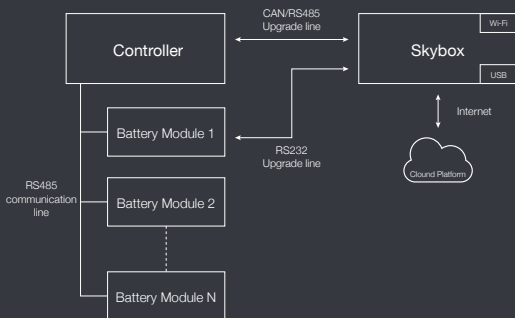 CAN/RS485
Upgrade line
Controller
Skybox
Wi-Fi
USB
Internet
Battery Module 1
RS232
Upgrade line
Clound Platform
RS485
communication
line
Battery Module 2
Battery Module N